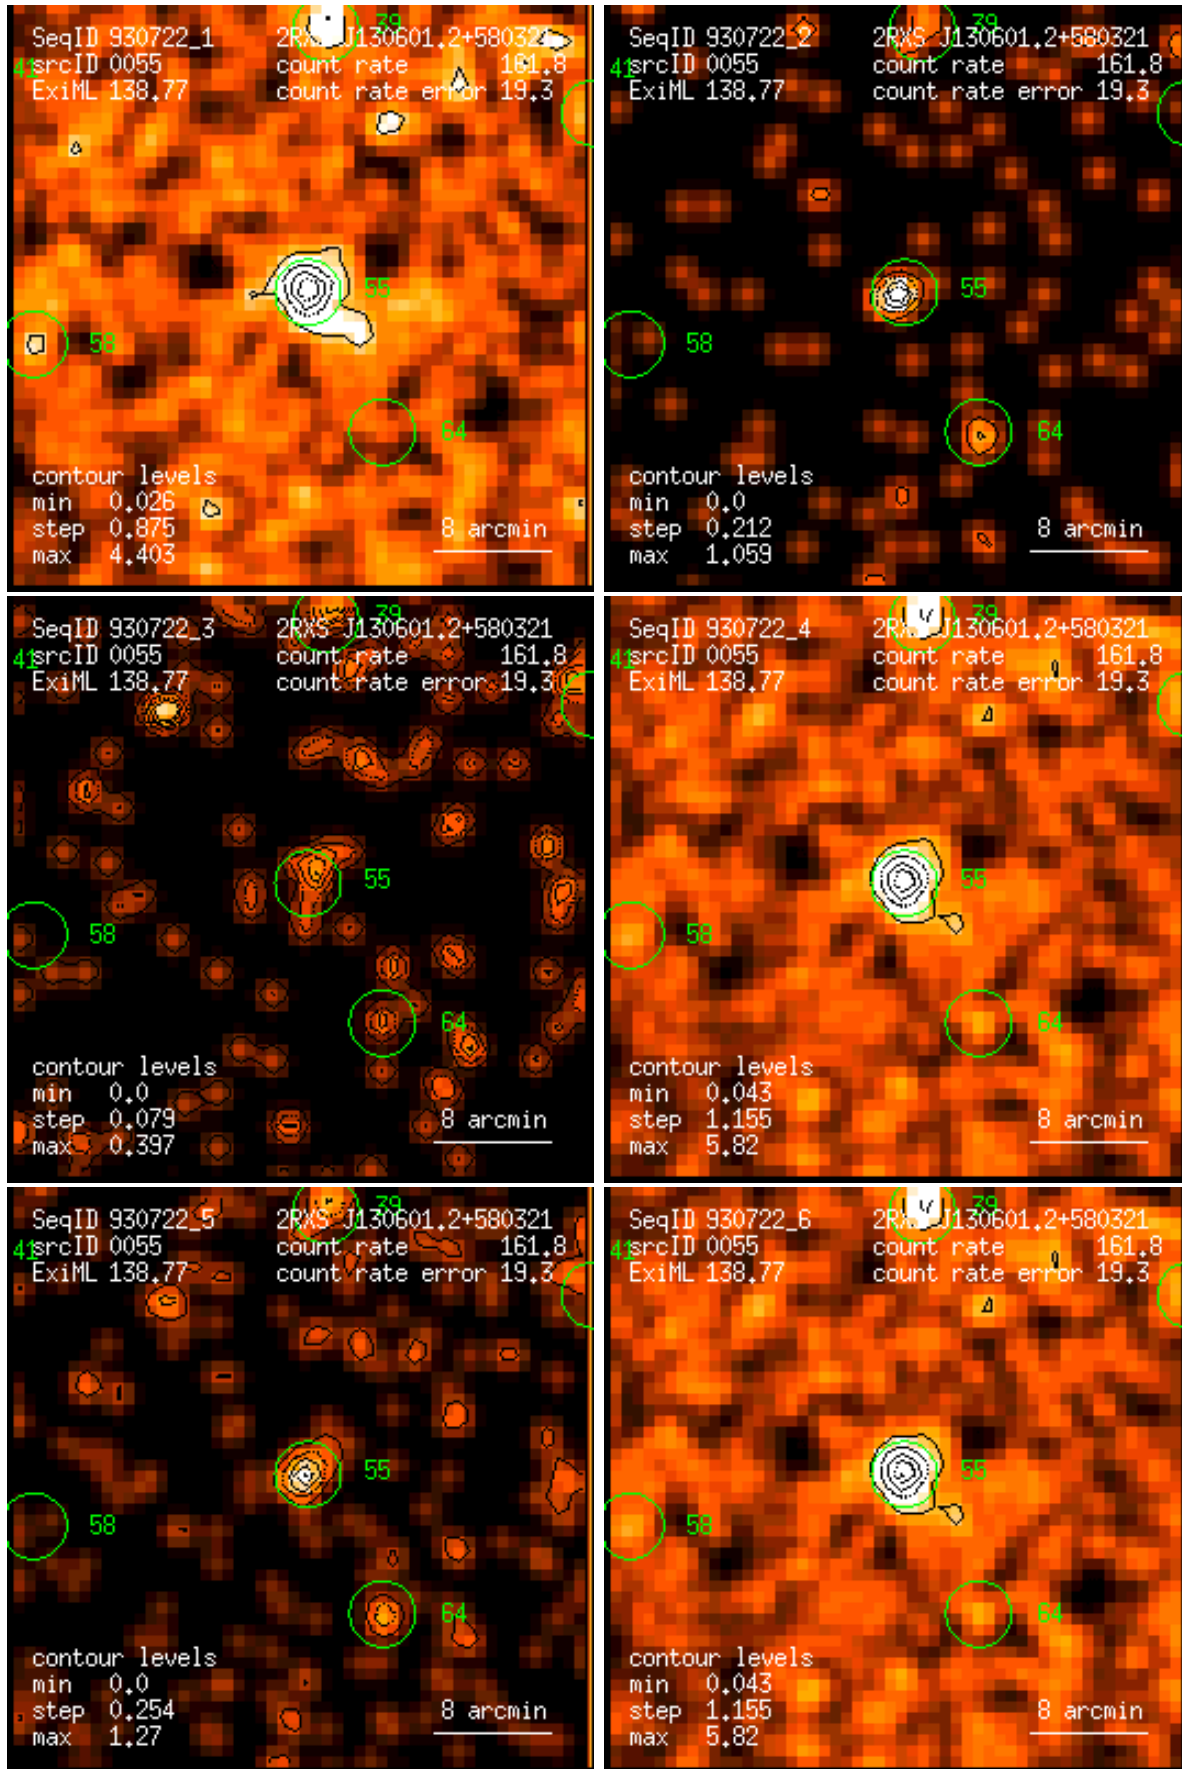 39
SeqID 930722_1 2RXS J130601.2+580321
41 srcID 0055 count rate 161.8
ExiML 138.77 count rate error 19.3
55
58
64
contour levels
min 0.026
step 0.875 8 arcmin
max 4.403
39
SeqID 930722_2 2RXS J130601.2+580321
41 srcID 0055 count rate 161.8
ExiML 138.77 count rate error 19.3
55
58
64
contour levels
min 0.0
step 0.212 8 arcmin
max 1.059
39
SeqID 930722_3 2RXS J130601.2+580321
41 srcID 0055 count rate 161.8
ExiML 138.77 count rate error 19.3
55
58
64
contour levels
min 0.0
step 0.079 8 arcmin
max 0.397
39
SeqID 930722_4 2RXS J130601.2+580321
41 srcID 0055 count rate 161.8
ExiML 138.77 count rate error 19.3
55
58
64
contour levels
min 0.043
step 1.155 8 arcmin
max 5.82
39
SeqID 930722_5 2RXS J130601.2+580321
41 srcID 0055 count rate 161.8
ExiML 138.77 count rate error 19.3
55
58
64
contour levels
min 0.0
step 0.254 8 arcmin
max 1.27
39
SeqID 930722_6 2RXS J130601.2+580321
41 srcID 0055 count rate 161.8
ExiML 138.77 count rate error 19.3
55
58
64
contour levels
min 0.043
step 1.155 8 arcmin
max 5.82